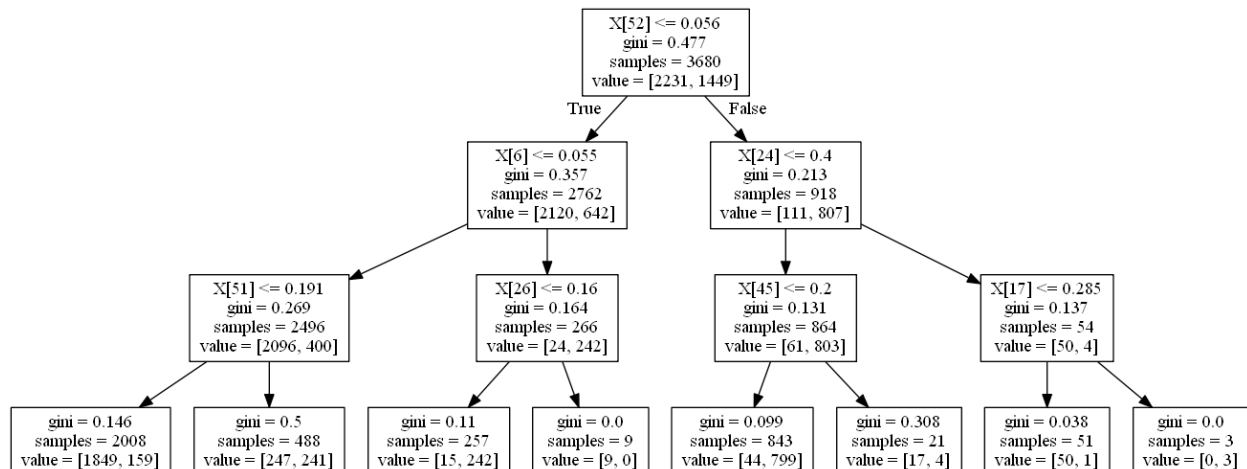 X[52] <= 0.056
gini = 0.477
samples = 3680
value = [2231, 1449]
True
False
X[6] <= 0.055
gini = 0.357
samples = 2762
value = [2120, 642]
X[24] <= 0.4
gini = 0.213
samples = 918
value = [111, 807]
X[51] <= 0.191
gini = 0.269
samples = 2496
value = [2096, 400]
X[26] <= 0.16
gini = 0.164
samples = 266
value = [24, 242]
X[45] <= 0.2
gini = 0.131
samples = 864
value = [61, 803]
X[17] <= 0.285
gini = 0.137
samples = 54
value = [50, 4]
gini = 0.146
samples = 2008
value = [1849, 159]
gini = 0.5
samples = 488
value = [247, 241]
gini = 0.11
samples = 257
value = [15, 242]
gini = 0.0
samples = 9
value = [9, 0]
gini = 0.099
samples = 843
value = [44, 799]
gini = 0.308
samples = 21
value = [17, 4]
gini = 0.038
samples = 51
value = [50, 1]
gini = 0.0
samples = 3
value = [0, 3]